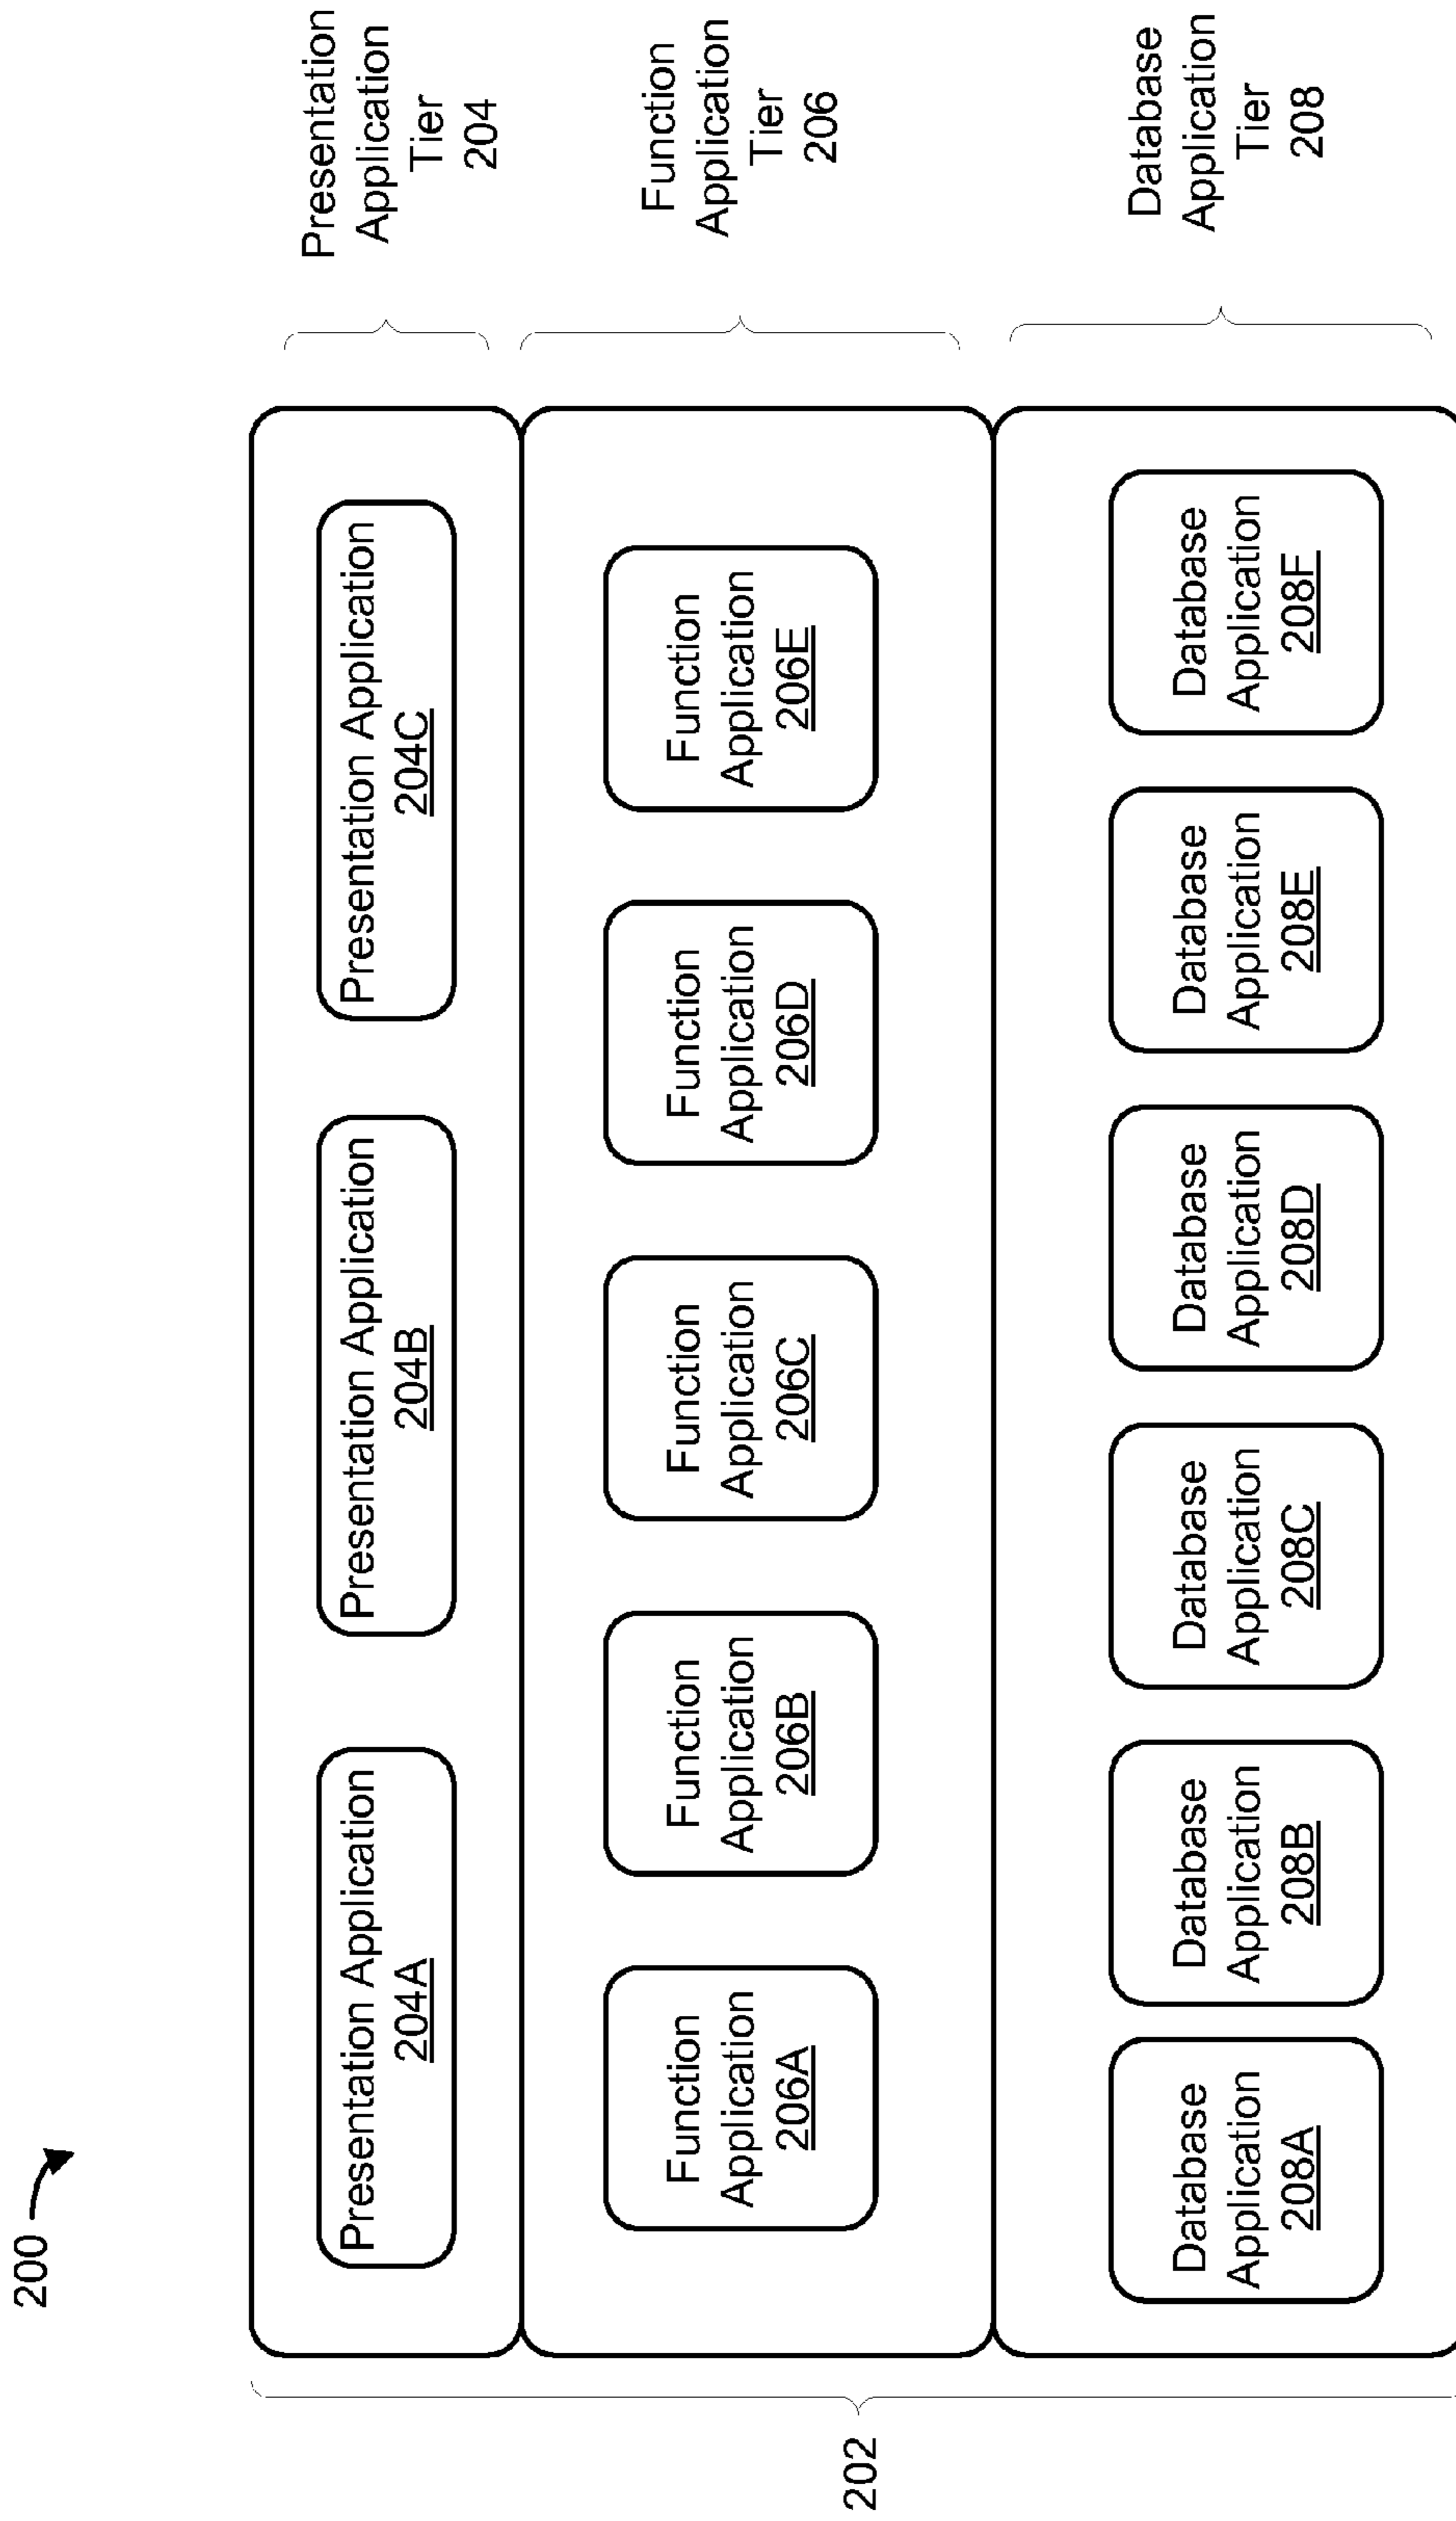 200
202
Presentation Application
204A
Presentation Application
204B
Presentation Application
204C
Presentation
Application
Tier
204
Function
Application
206A
Function
Application
206B
Function
Application
206C
Function
Application
206D
Function
Application
206E
Function
Application
Tier
206
Database
Application
208A
Database
Application
208B
Database
Application
208C
Database
Application
208D
Database
Application
208E
Database
Application
208F
Database
Application
Tier
208